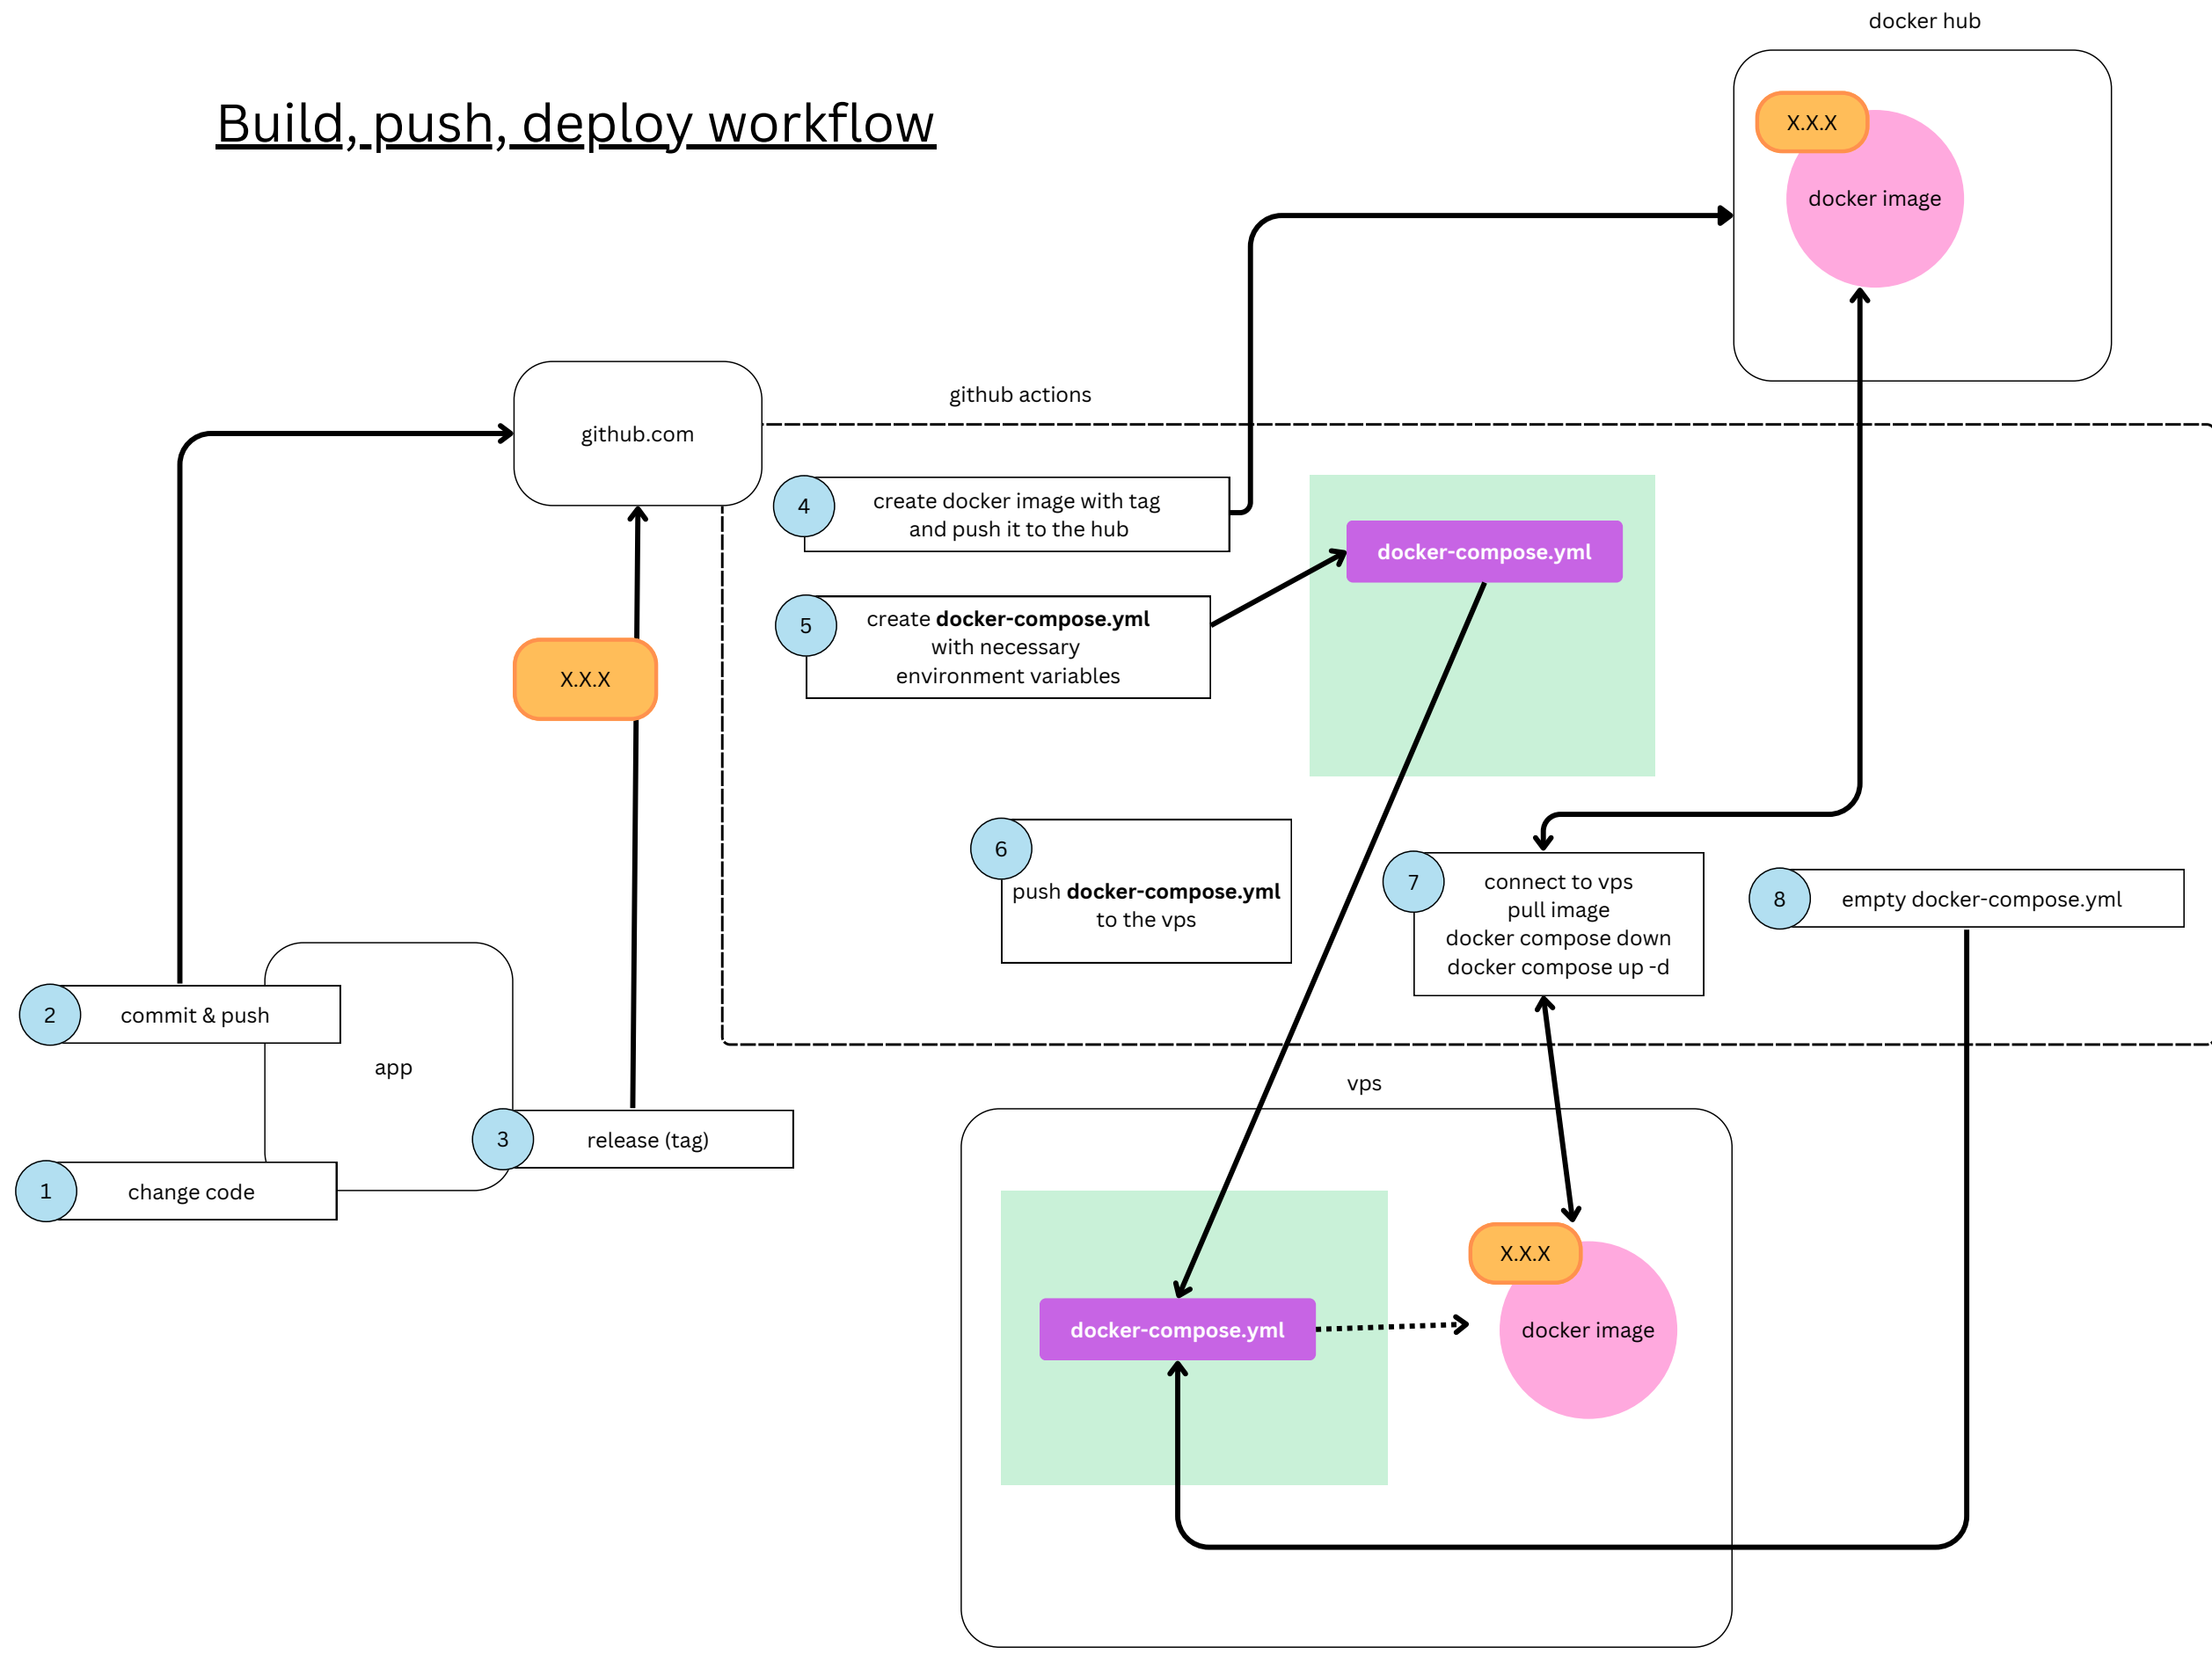 docker hub
Build, push, deploy workflow
X.X.X
docker image
github actions
github.com
4
create docker image with tag
and push it to the hub
docker-compose.yml
5
create docker-compose.yml
with necessary
environment variables
X.X.X
6
push docker-compose.yml
to the vps
7
connect to vps
pull image
docker compose down
docker compose up -d
8
empty docker-compose.yml
2
commit & push
app
3
release (tag)
1
change code
vps
X.X.X
docker-compose.yml
docker image